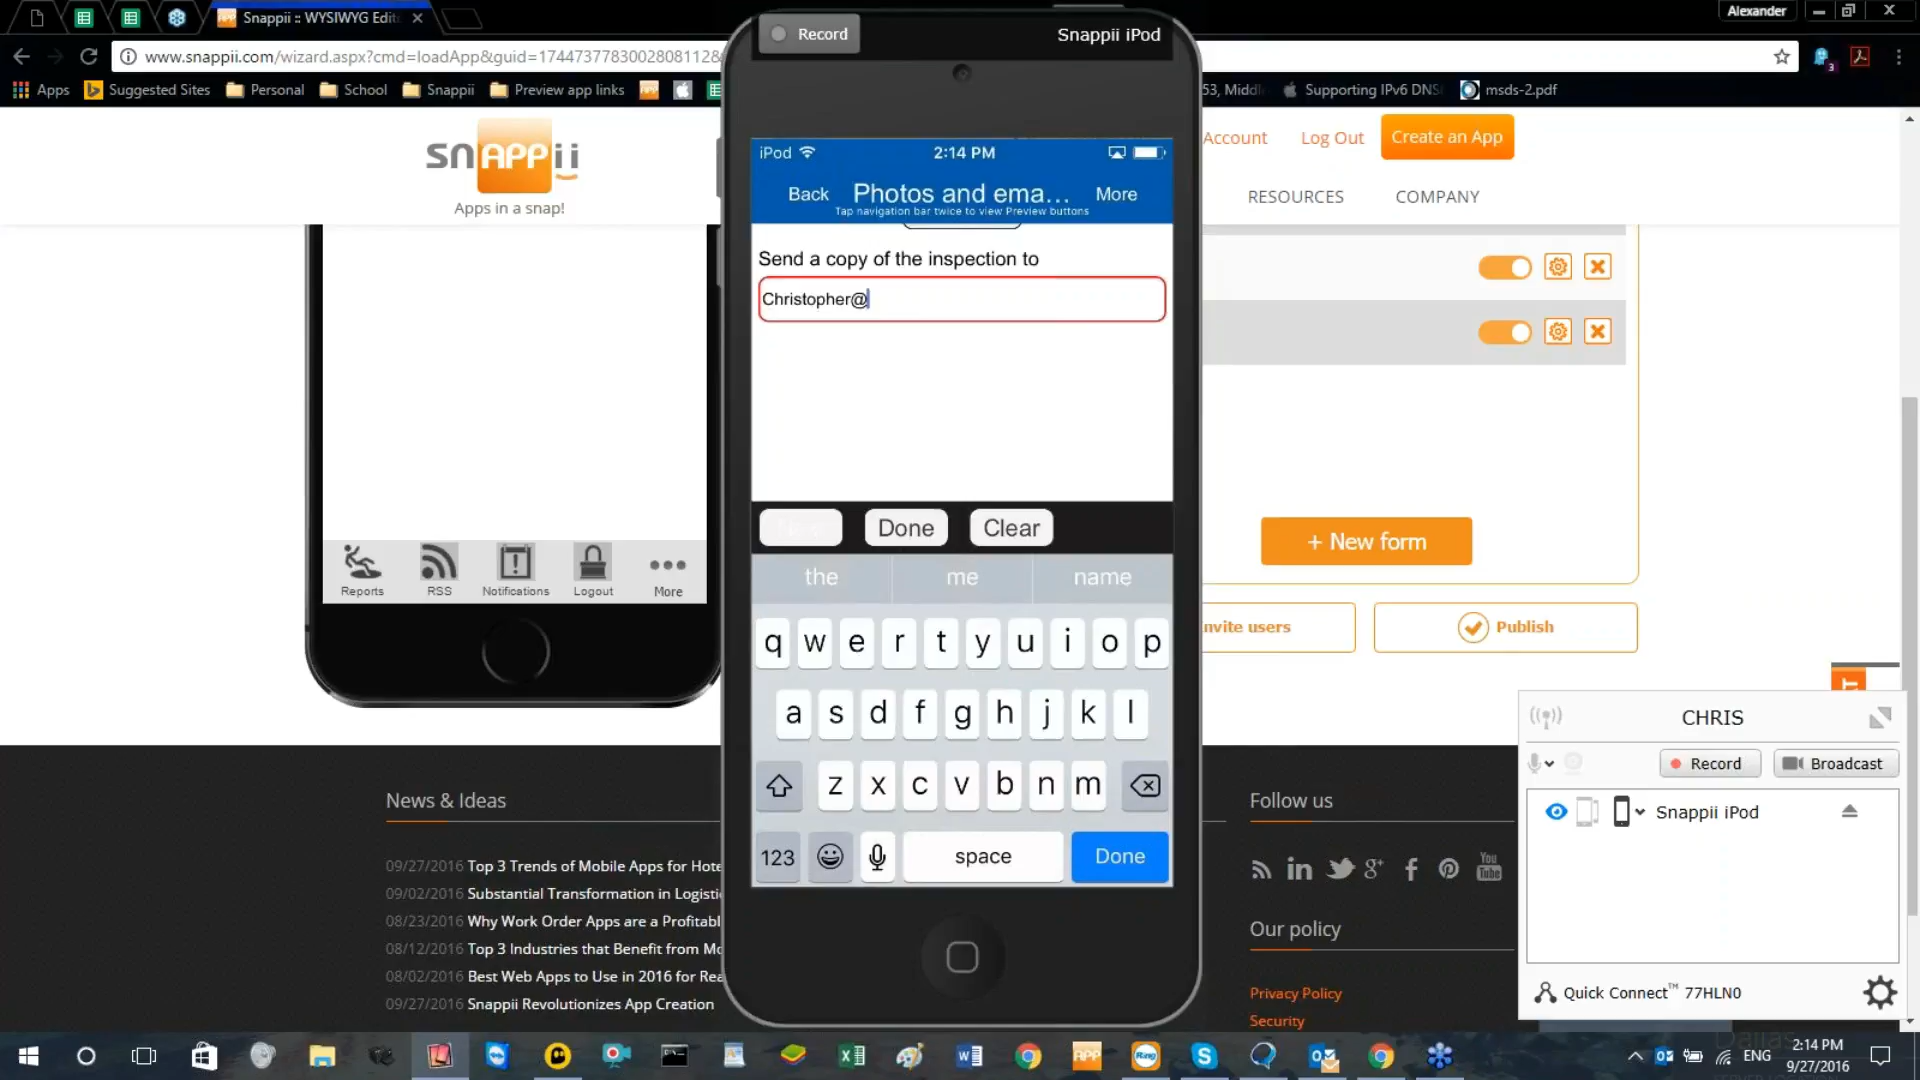 Snappii :: WYSIWYG Edit
Alexander
www.snappii.com/wizard.aspx?cmd=loadApp&guid=17447377830028081128
Apps
Suggested Sites
Personal
School
Snappii
Preview app links
Supporting IPv6 DNS
msds-2.pdf
3
snAPPii
Apps in a snap!
Account
Log Out
Create an App
RESOURCES
COMPANY
Record
Snappii iPod
iPod
2:14 PM
Back
Photos and ema...
More
Tap navigation bar twice to view Preview buttons
Send a copy of the inspection to
Christopher@
Done
Clear
the
me
name
q w e r t y u i o p
a s d f g h j k l
z x c v b n m
123
space
Done
Reports
RSS
Notifications
Logout
More
+ New form
nvite users
Publish
News & Ideas
09/27/2016 Top 3 Trends of Mobile Apps for Hote
09/02/2016 Substantial Transformation in Logisti
08/23/2016 Why Work Order Apps are a Profitabl
08/12/2016 Top 3 Industries that Benefit from Mo
08/02/2016 Best Web Apps to Use in 2016 for Rea
09/27/2016 Snappii Revolutionizes App Creation
Follow us
You Tube
Our policy
Privacy Policy
Security
CHRIS
Record
Broadcast
Snappii iPod
Quick Connect™ 77HLN0
APP
Ring
ENG
2:14 PM
9/27/2016